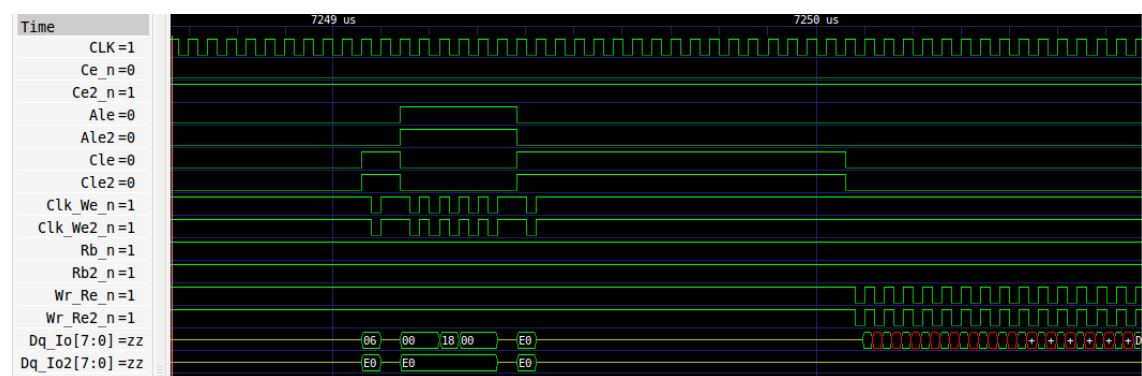 Time
7249 us 7250 us
CLK=1
Ce_n=0
Ce2_n=1
Ale=0
Ale2=0
Cle=0
Cle2=0
Clk_We_n=1
Clk_We2_n=1
Rb_n=1
Rb2_n=1
Wr_Re_n=1
Wr_Re2_n=1
Dq_Io[7:0]=zz 06 00 18 00 E0 + + + + + + D
Dq_Io2[7:0]=zz E0 E0 E0